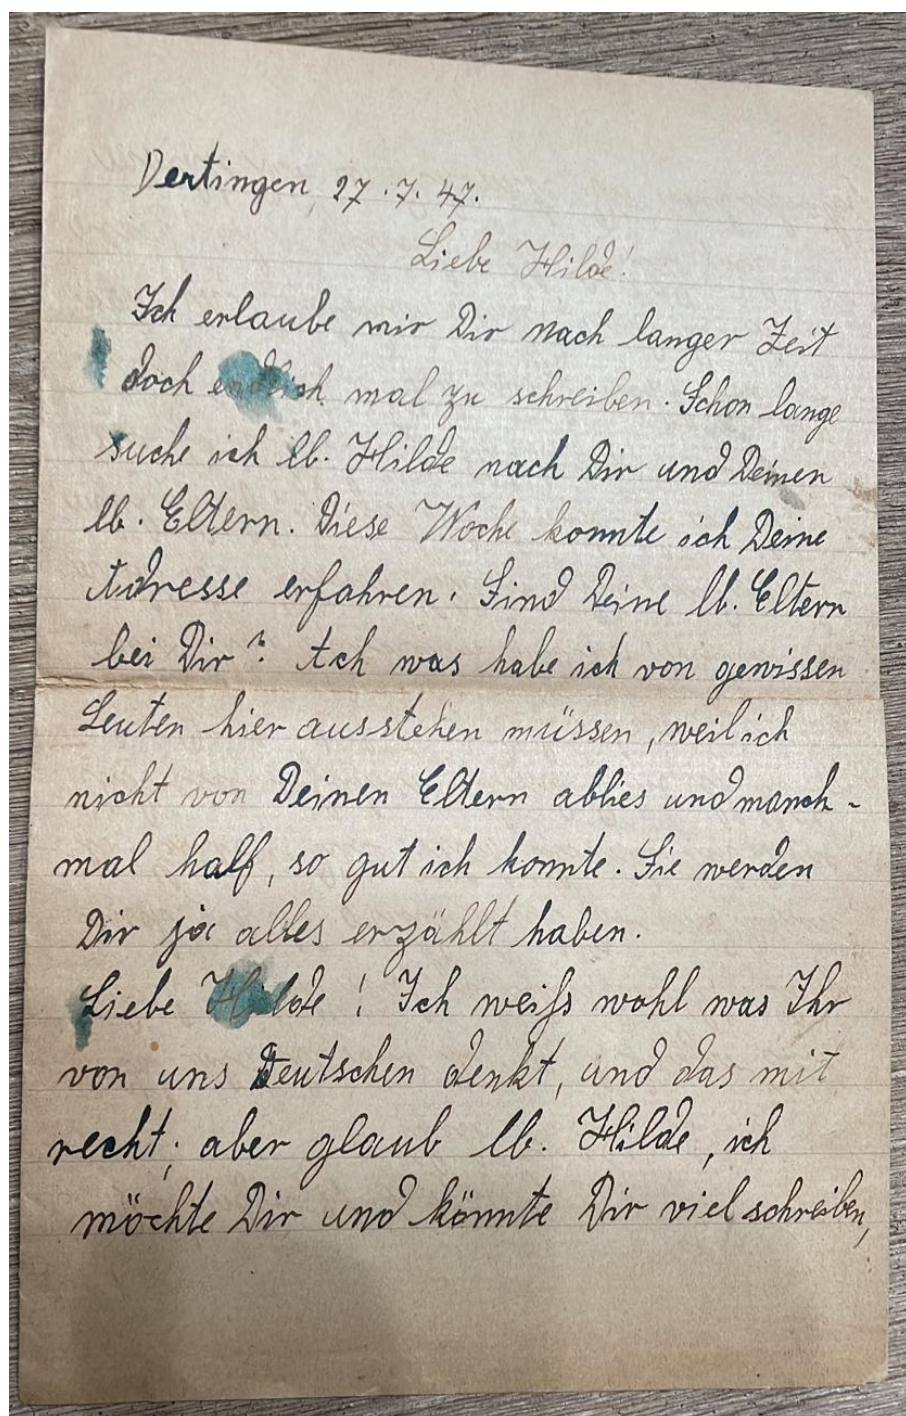 Dertingen 27.7.47.
Liebe Hilde!
Ich erlaube mir Dir nach langer Zeit
doch endlich mal zu schreiben. Schon lange
suche ich lb. Hilde nach Dir und Deinen
lb. Eltern. Diese Woche konnte ich Deine
Adresse erfahren. Sind Deine lb. Eltern
bei Dir? Ach was habe ich von gewissen
Leuten hier ausstehen müssen, weil ich
nicht von Deinen Eltern ablies und manch-
mal half, so gut ich konnte. Sie werden
Dir ja alles erzählt haben.
Liebe Hilde! Ich weiß wohl was Ihr
von uns Deutschen denkt, und das mit
recht; aber glaub lb. Hilde, ich
möchte Dir und könnte Dir viel schreiben,